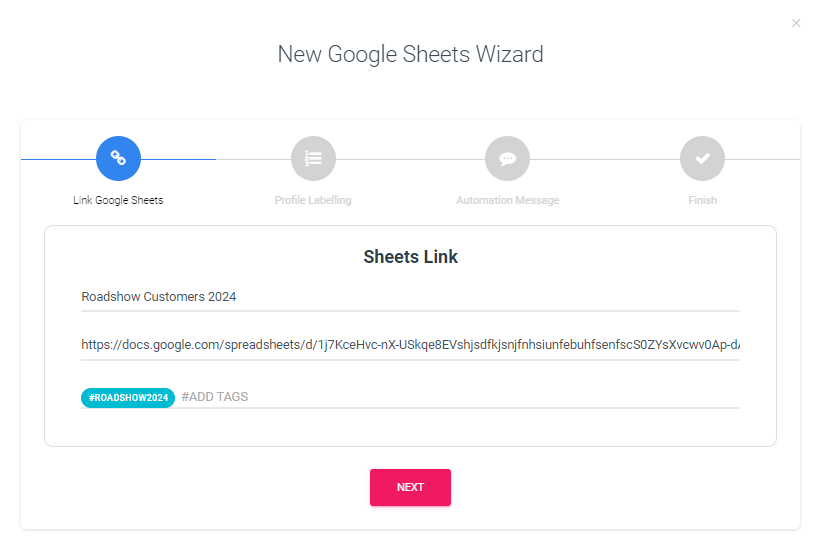 ×
New Google Sheets Wizard
Link Google Sheets
Profile Labelling
Automation Message
Finish
Sheets Link
Roadshow Customers 2024
https://docs.google.com/spreadsheets/d/1j7KceHvc-nX-USkqe8EVshjsdfkjsnjfnhsiunfebuhfsenfscS0ZYsXvcwv0Ap-d
#ROADSHOW2024 #ADD TAGS
NEXT